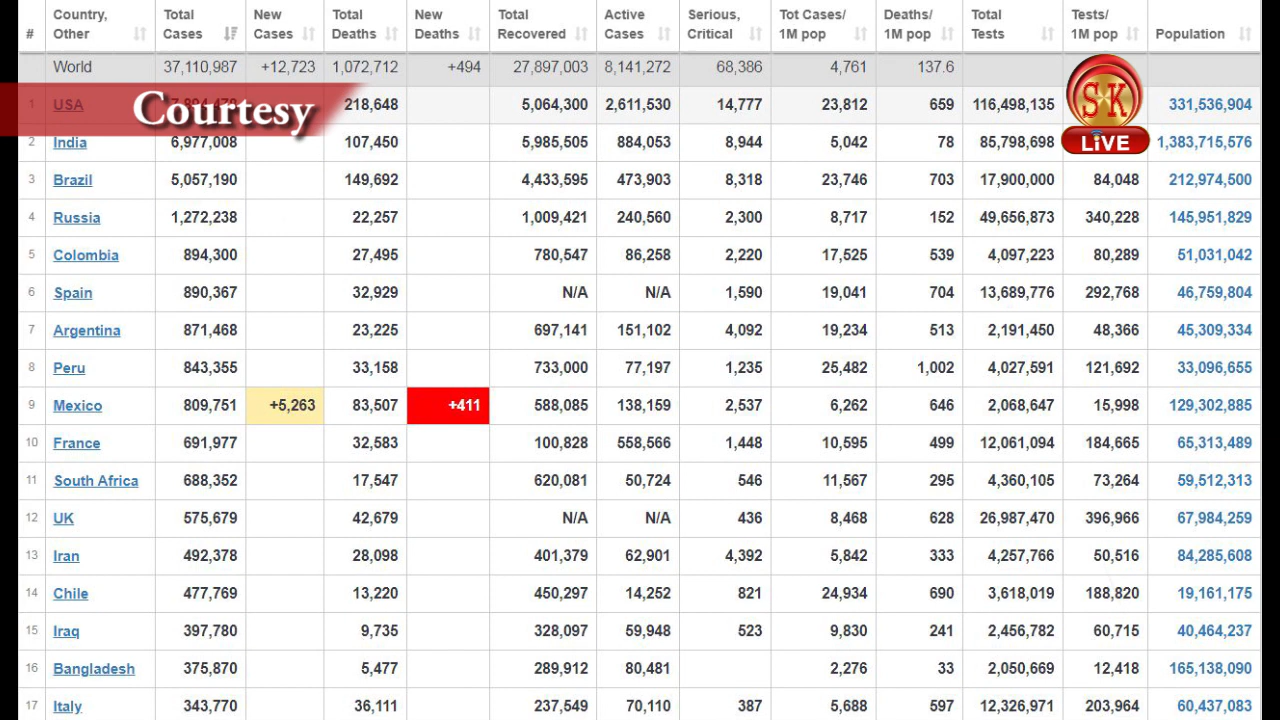 # Country, Other Total Cases New Cases Total Deaths New Deaths Total Recovered Active Cases Serious, Critical Tot Cases/ 1M pop Deaths/ 1M pop Total Tests Tests/ 1M pop Population
World 37,110,987 +12,723 1,072,712 +494 27,897,003 8,141,272 68,386 4,761 137.6
Courtesy
SK
LiVE
1 USA 218,648 5,064,300 2,611,530 14,777 23,812 659 116,498,135 331,536,904
2 India 6,977,008 107,450 5,985,505 884,053 8,944 5,042 78 85,798,698 1,383,715,576
3 Brazil 5,057,190 149,692 4,433,595 473,903 8,318 23,746 703 17,900,000 84,048 212,974,500
4 Russia 1,272,238 22,257 1,009,421 240,560 2,300 8,717 152 49,656,873 340,228 145,951,829
5 Colombia 894,300 27,495 780,547 86,258 2,220 17,525 539 4,097,223 80,289 51,031,042
6 Spain 890,367 32,929 N/A N/A 1,590 19,041 704 13,689,776 292,768 46,759,804
7 Argentina 871,468 23,225 697,141 151,102 4,092 19,234 513 2,191,450 48,366 45,309,334
8 Peru 843,355 33,158 733,000 77,197 1,235 25,482 1,002 4,027,591 121,692 33,096,655
9 Mexico 809,751 +5,263 83,507 +411 588,085 138,159 2,537 6,262 646 2,068,647 15,998 129,302,885
10 France 691,977 32,583 100,828 558,566 1,448 10,595 499 12,061,094 184,665 65,313,489
11 South Africa 688,352 17,547 620,081 50,724 546 11,567 295 4,360,105 73,264 59,512,313
12 UK 575,679 42,679 N/A N/A 436 8,468 628 26,987,470 396,966 67,984,259
13 Iran 492,378 28,098 401,379 62,901 4,392 5,842 333 4,257,766 50,516 84,285,608
14 Chile 477,769 13,220 450,297 14,252 821 24,934 690 3,618,019 188,820 19,161,175
15 Iraq 397,780 9,735 328,097 59,948 523 9,830 241 2,456,782 60,715 40,464,237
16 Bangladesh 375,870 5,477 289,912 80,481 2,276 33 2,050,669 12,418 165,138,090
17 Italy 343,770 36,111 237,549 70,110 387 5,688 597 12,326,971 203,964 60,437,083